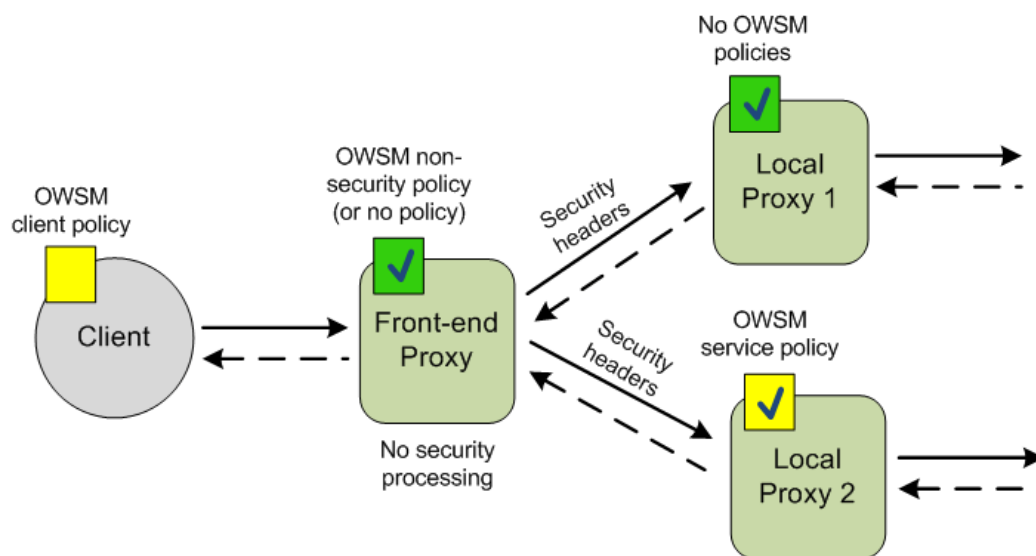 No OWSM
policies
Local
Proxy 1
OWSM non-
security policy
(or no policy)
OWSM
client policy
Security
headers
Client
Front-end
Proxy
No security
processing
OWSM
service policy
Security
headers
Local
Proxy 2